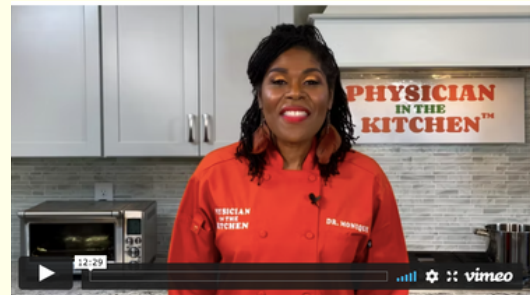 PHYSICIAN
IN THE
KITCHEN™
PHYSICIAN
IN THE
KITCHEN
DR. MONIQUE
12:29
vimeo